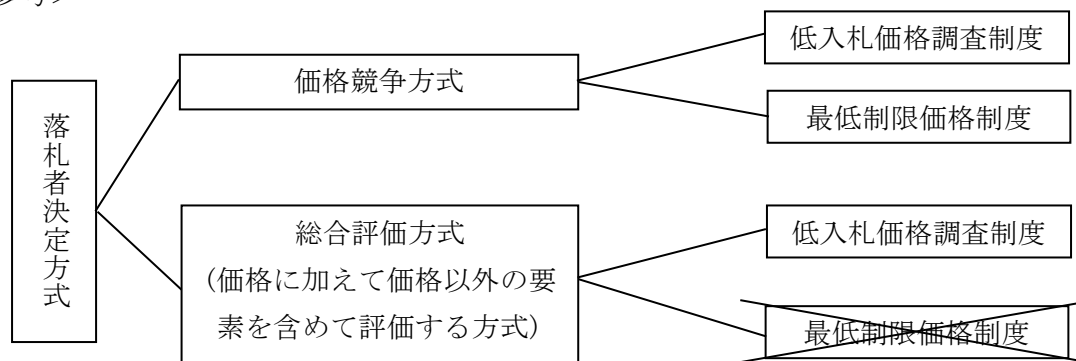 落札者決定方式
価格競争方式
低入札価格調査制度
最低制限価格制度
総合評価方式
(価格に加えて価格以外の要
素を含めて評価する方式)
低入札価格調査制度
最低制限価格制度